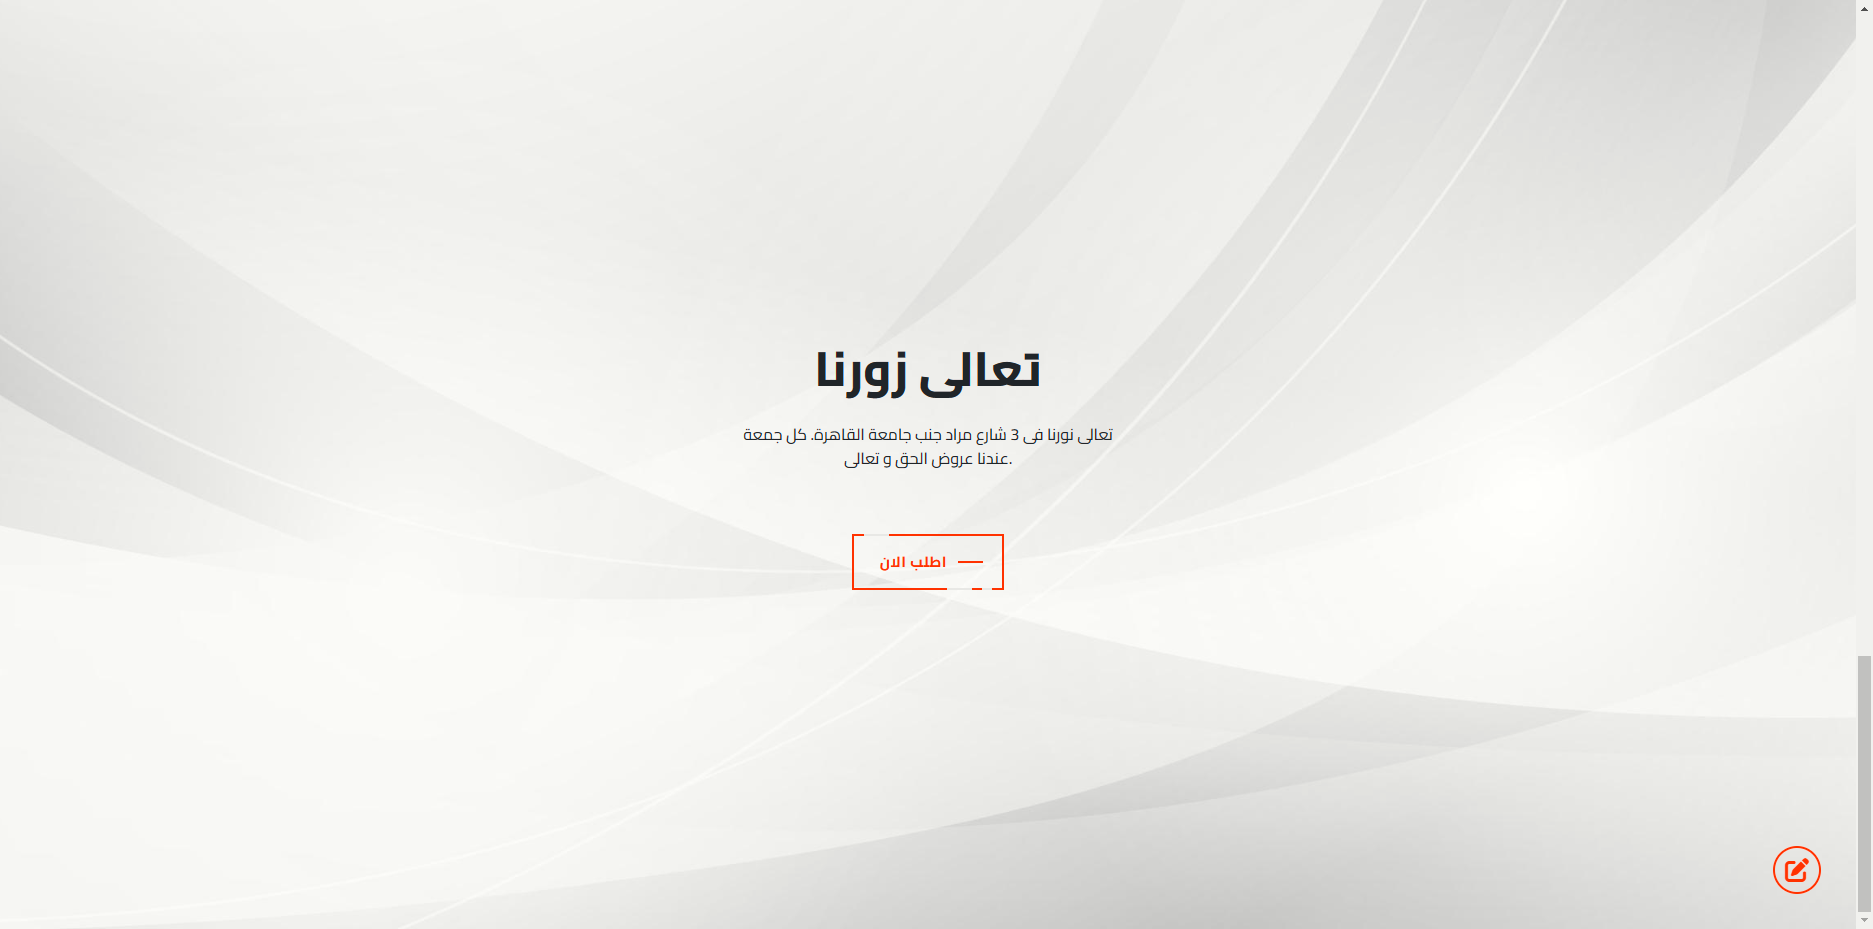 تعالى زورنا
تعالى نورنا فى 3 شارع مراد جنب جامعة القاهرة. كل جمعة
عندنا عروض الحق و تعالى.
اطلب الان